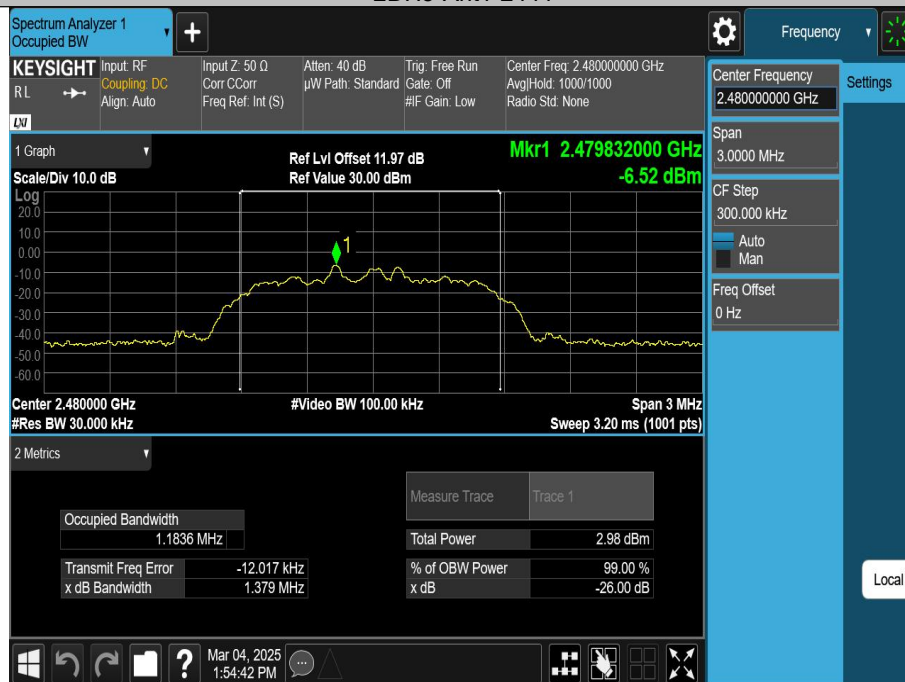 Spectrum Analyzer 1
Occupied BW
Frequency
KEYSIGHT
RL
LXI
Input: RF
Coupling: DC
Align: Auto
Input Z: 50 Ω
Corr CCorr
Freq Ref: Int (S)
Atten: 40 dB
µW Path: Standard
Trig: Free Run
Gate: Off
#IF Gain: Low
Center Freq: 2.480000000 GHz
Avg|Hold: 1000/1000
Radio Std: None
Center Frequency
2.480000000 GHz
Settings
Span
3.0000 MHz
CF Step
300.000 kHz
Auto
Man
Freq Offset
0 Hz
Local
1 Graph
Scale/Div 10.0 dB
Ref Lvl Offset 11.97 dB
Ref Value 30.00 dBm
Mkr1 2.479832000 GHz
-6.52 dBm
Log
20.0
10.0
0.00
-10.0
-20.0
-30.0
-40.0
-50.0
-60.0
1
Center 2.480000 GHz
#Res BW 30.000 kHz
#Video BW 100.00 kHz
Span 3 MHz
Sweep 3.20 ms (1001 pts)
2 Metrics
Measure Trace Trace 1
Occupied Bandwidth
1.1836 MHz
Total Power 2.98 dBm
Transmit Freq Error -12.017 kHz
% of OBW Power 99.00 %
x dB Bandwidth 1.379 MHz
x dB -26.00 dB
?
Mar 04, 2025
1:54:42 PM